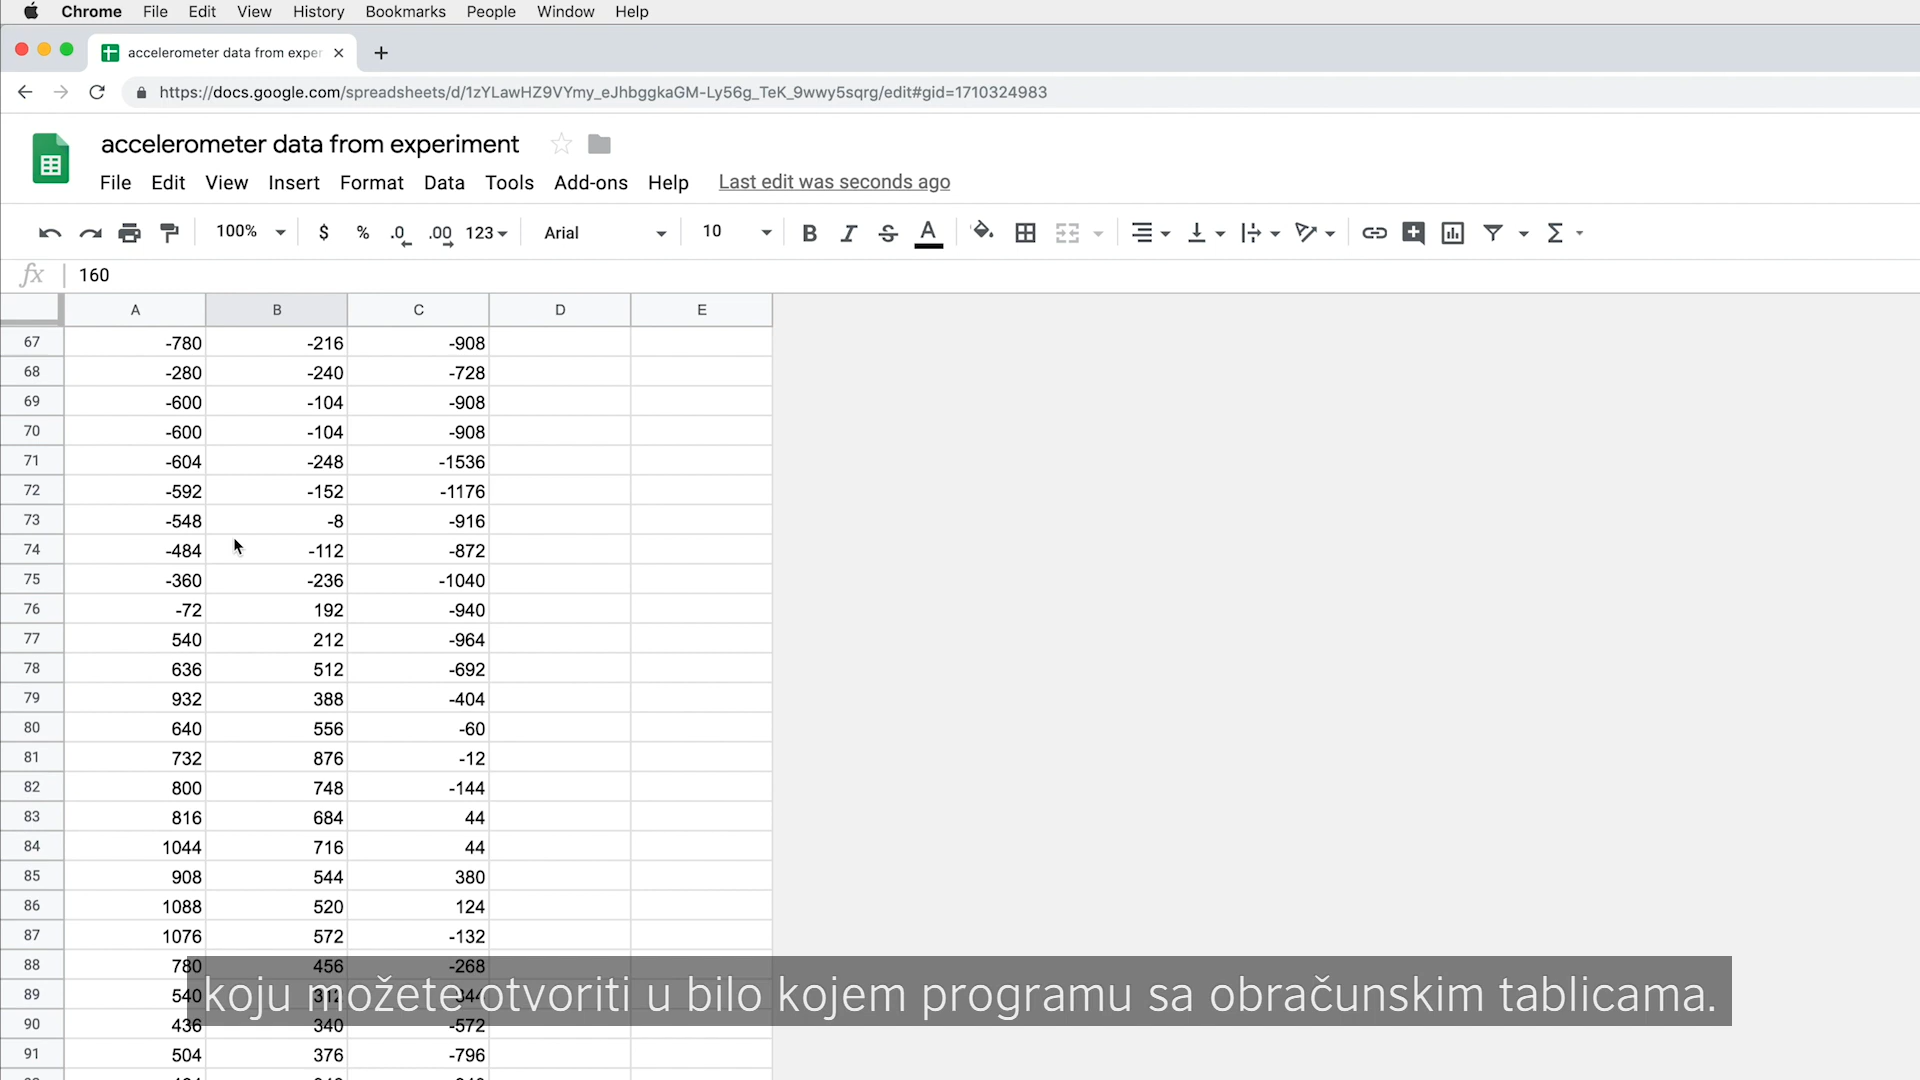 Chrome File Edit View History Bookmarks People Window Help
accelerometer data from exper
https://docs.google.com/spreadsheets/d/1zYLawHZ9VYmy_eJhbggkaGM-Ly56g_TeK_9wwy5sqrg/edit#gid=1710324983
accelerometer data from experiment
File Edit View Insert Format Data Tools Add-ons Help Last edit was seconds ago
100% $ % .0 .00 123 Arial 10 B I S A
fx 160
A B C D E
67 -780 -216 -908
68 -280 -240 -728
69 -600 -104 -908
70 -600 -104 -908
71 -604 -248 -1536
72 -592 -152 -1176
73 -548 -8 -916
74 -484 -112 -872
75 -360 -236 -1040
76 -72 192 -940
77 540 212 -964
78 636 512 -692
79 932 388 -404
80 640 556 -60
81 732 876 -12
82 800 748 -144
83 816 684 44
84 1044 716 44
85 908 544 380
86 1088 520 124
87 1076 572 -132
88 780 456 -268
89 540 312
koju možete otvoriti u bilo kojem programu sa obračunskim tablicama.
90 436 340 -572
91 504 376 -796